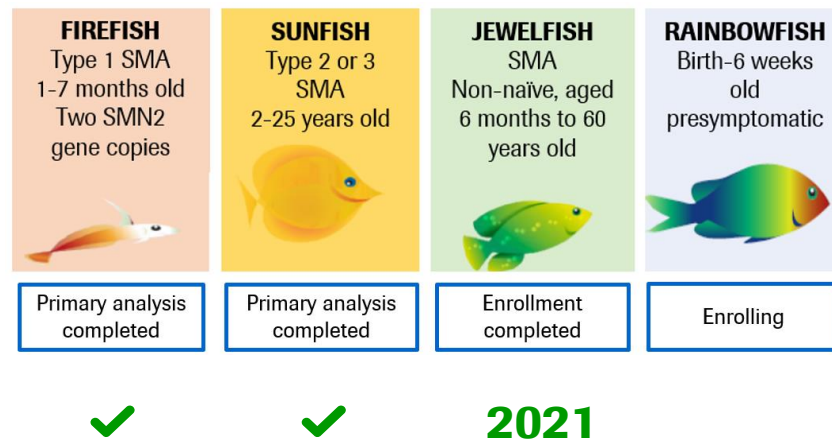 FIREFISH
Type 1 SMA
1-7 months old
Two SMN2
gene copies
SUNFISH
Type 2 or 3
SMA
2-25 years old
JEWELFISH
SMA
Non-naïve, aged
6 months to 60
years old
RAINBOWFISH
Birth-6 weeks
old
presymptomatic
Primary analysis
completed
Primary analysis
completed
Enrollment
completed
Enrolling
2021